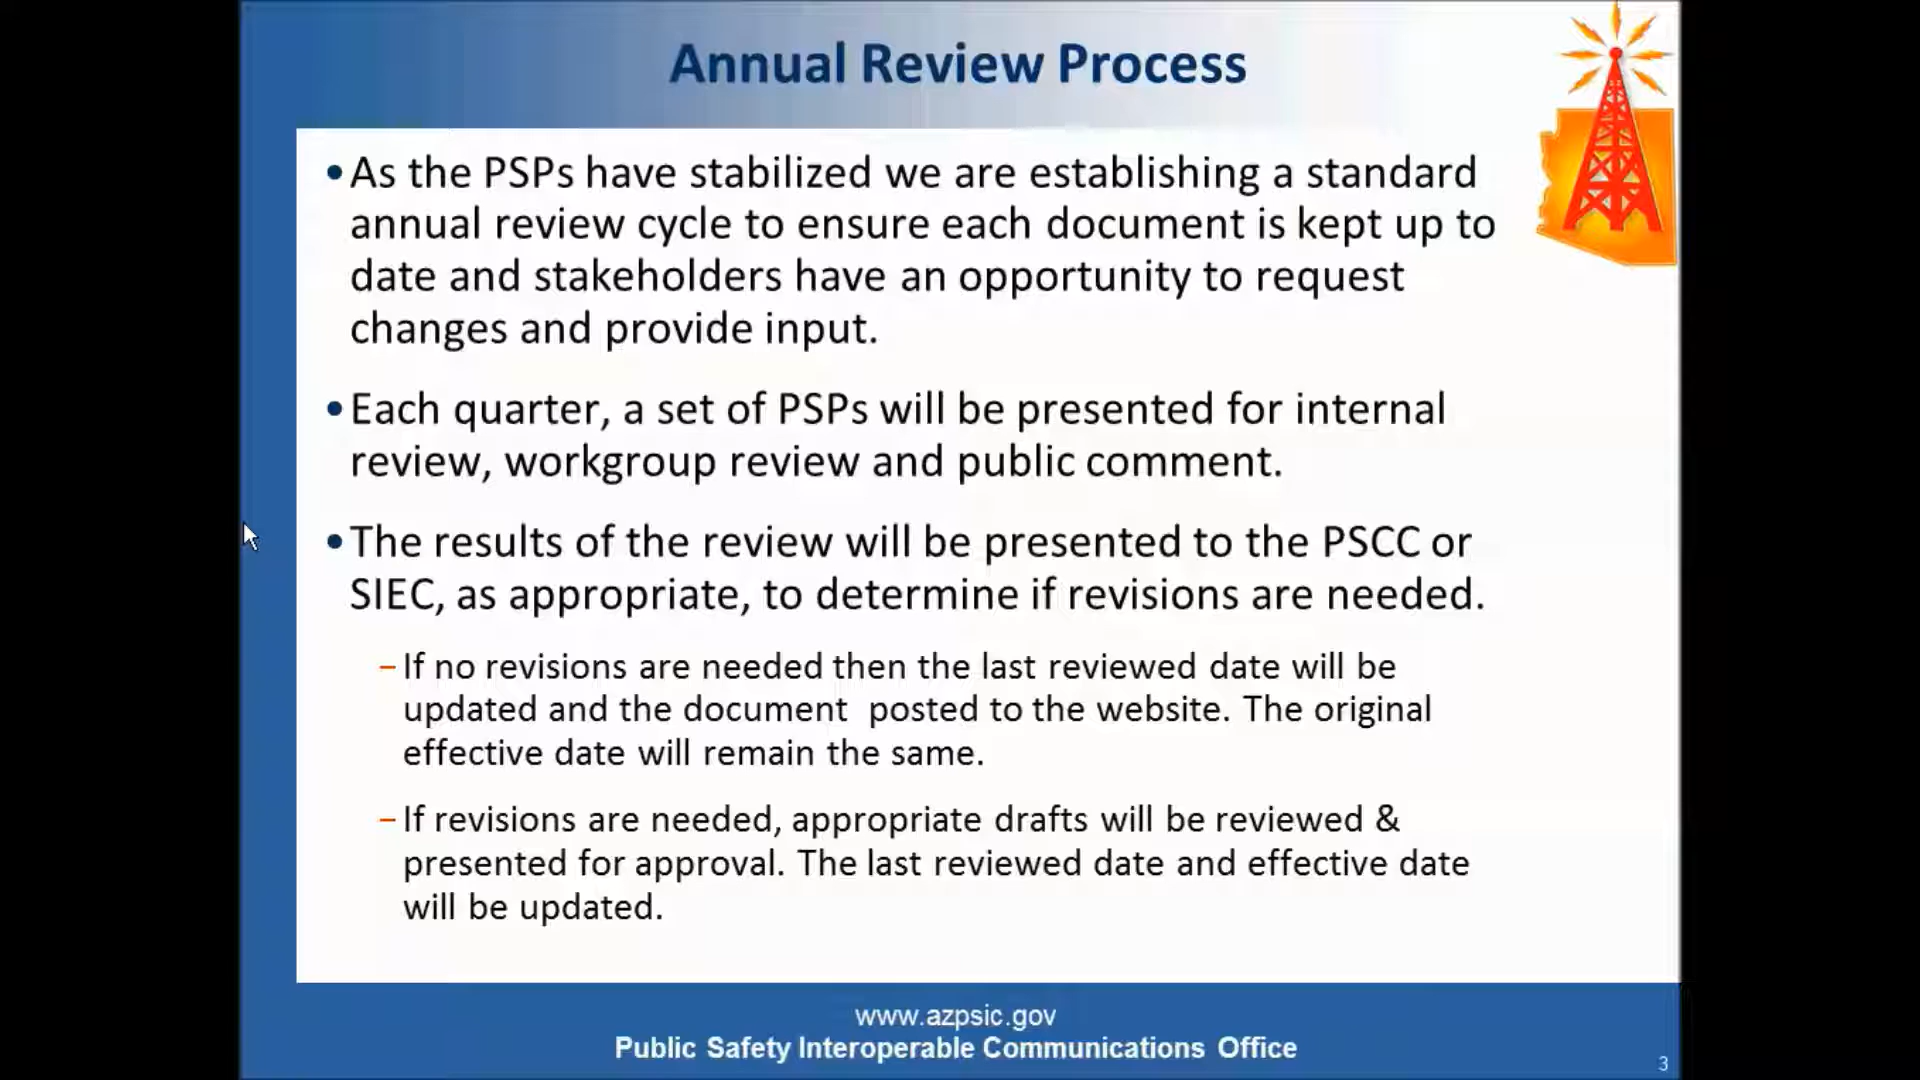 Annual Review Process
•As the PSPs have stabilized we are establishing a standard
annual review cycle to ensure each document is kept up to
date and stakeholders have an opportunity to request
changes and provide input.
•Each quarter, a set of PSPs will be presented for internal
review, workgroup review and public comment.
•The results of the review will be presented to the PSCC or
SIEC, as appropriate, to determine if revisions are needed.
–If no revisions are needed then the last reviewed date will be
updated and the document  posted to the website. The original
effective date will remain the same.
–If revisions are needed, appropriate drafts will be reviewed &
presented for approval. The last reviewed date and effective date
will be updated.
www.azpsic.gov
Public Safety Interoperable Communications Office
3